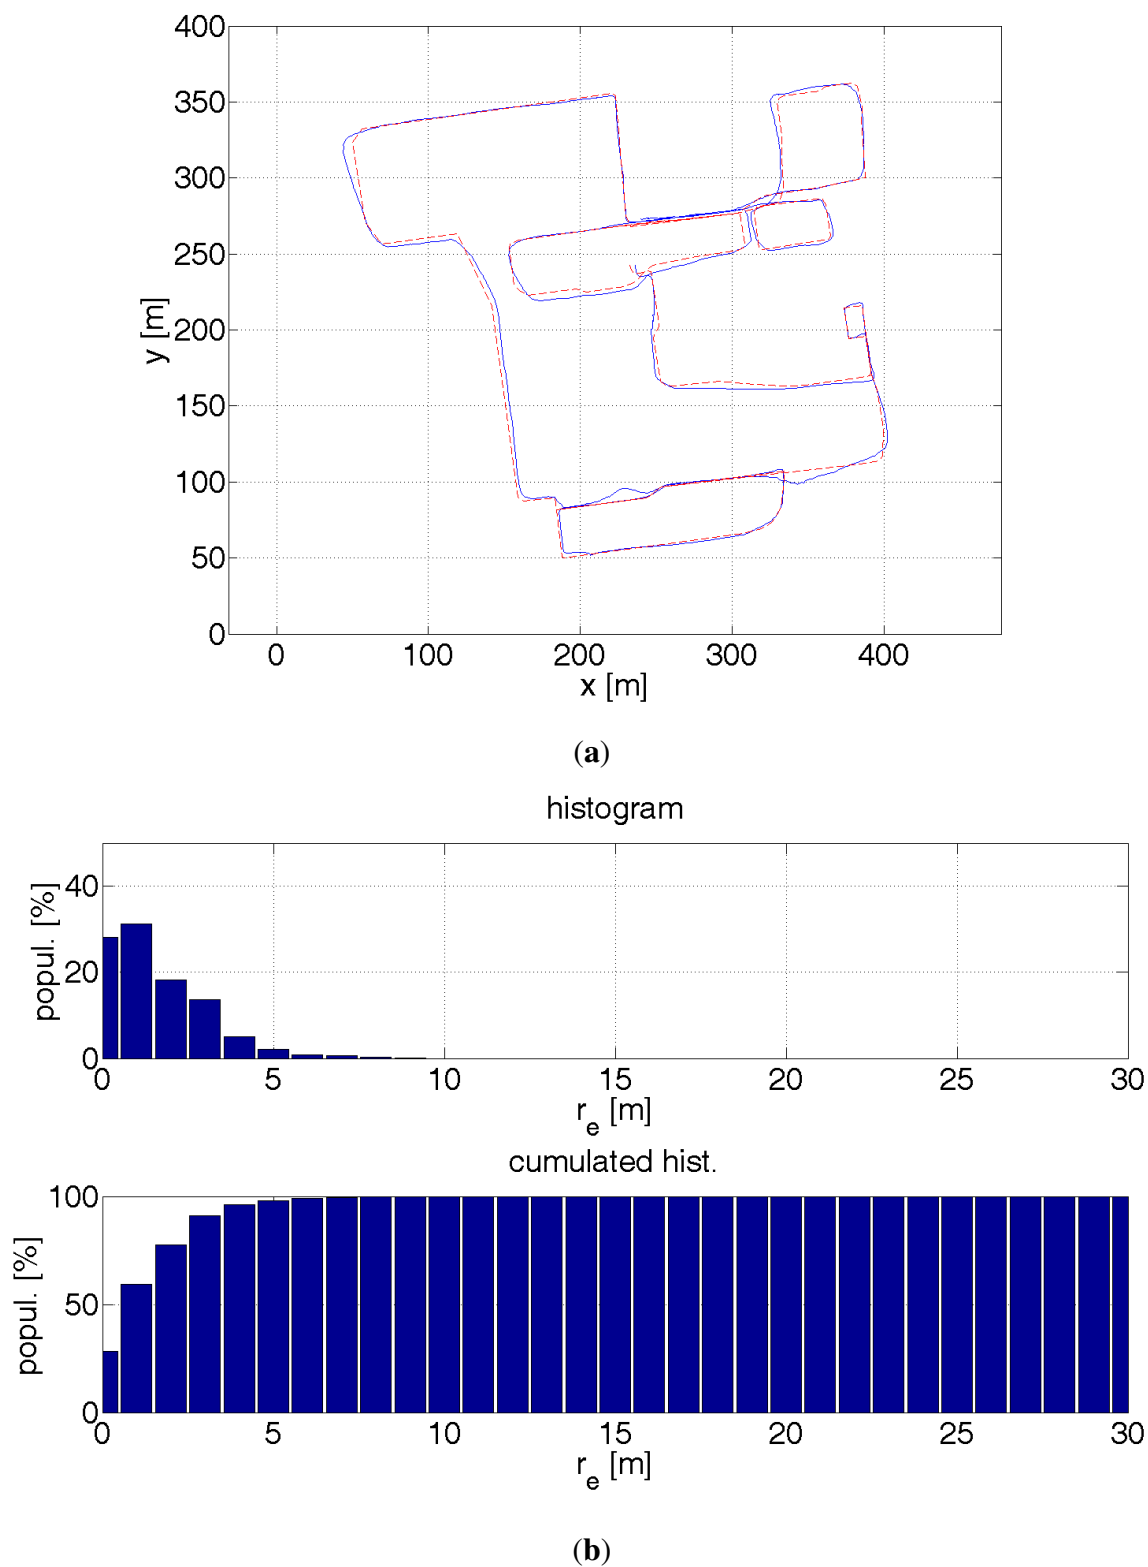 400
350
300
250
200
150
100
50
0
y [m]
0 100 200 300 400
x [m]
(a)
histogram
40
20
0
popul. [%]
0 5 10 15 20 25 30
r_e [m]
cumulated hist.
100
50
0
popul. [%]
0 5 10 15 20 25 30
r_e [m]
(b)